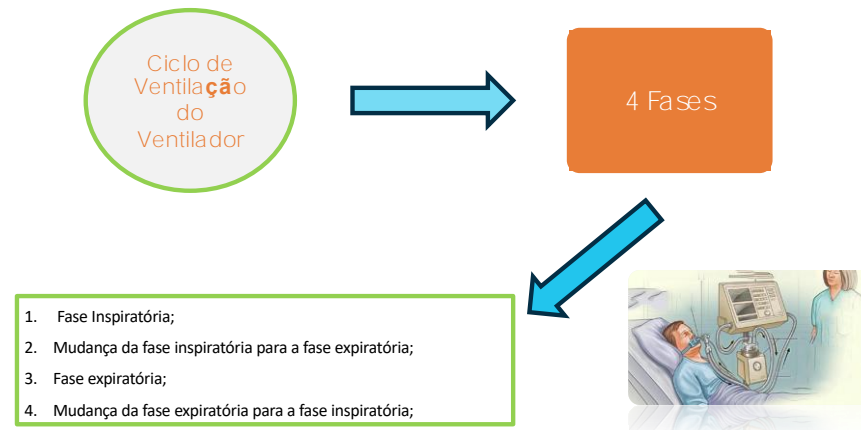 Ciclo de
Ventilação
do
Ventilador
4 Fases
1. Fase Inspiratória;
2. Mudança da fase inspiratória para a fase expiratória;
3. Fase expiratória;
4. Mudança da fase expiratória para a fase inspiratória;